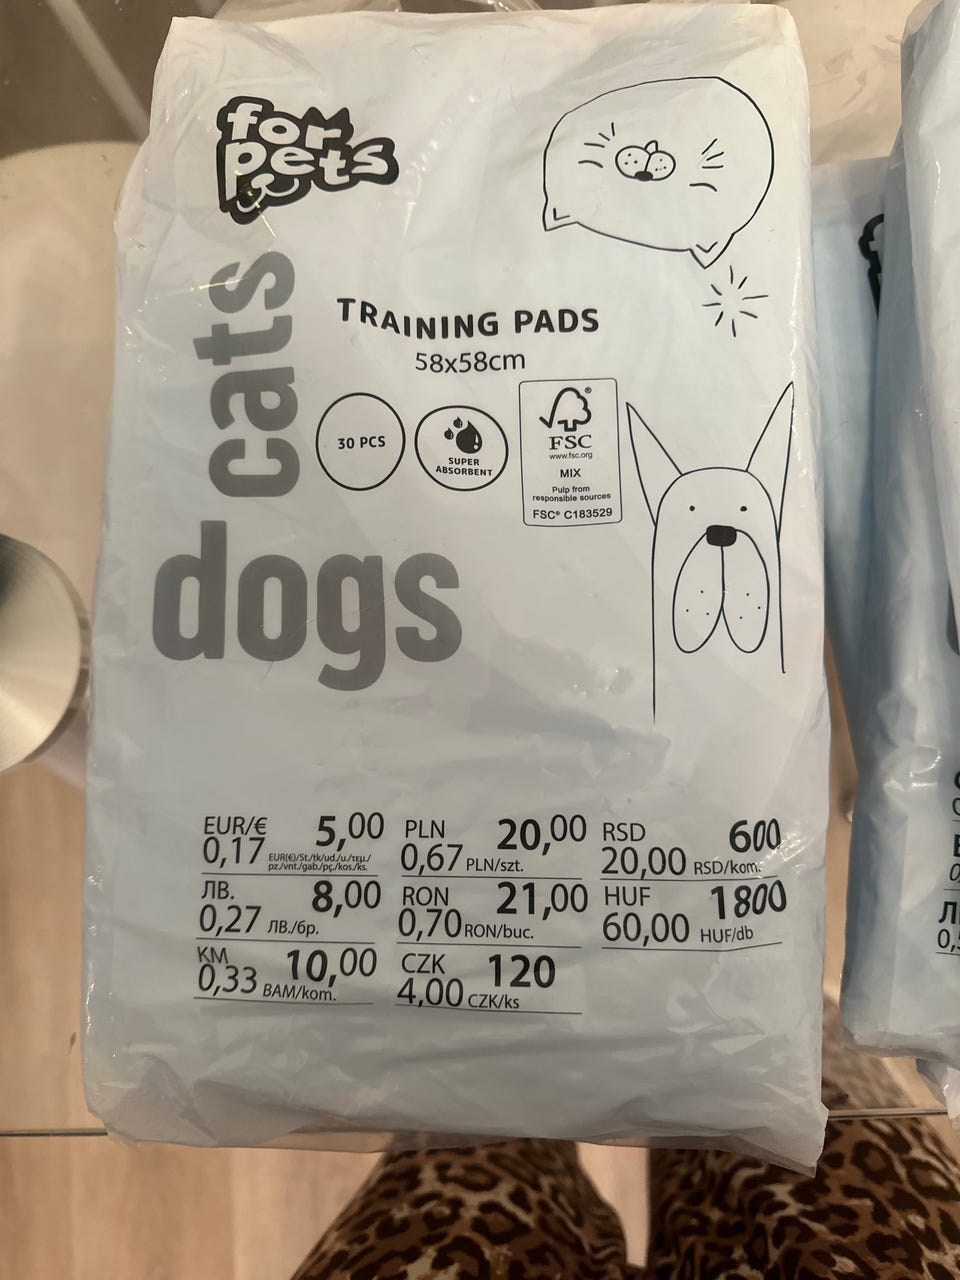 for
pets
cats
TRAINING PADS
58x58cm
30 PCS
SUPER
ABSORBENT
FSC®
www.fsc.org
MIX
Pulp from
responsible sources
FSC® C183529
dogs
EUR/€ 5,00
0,17 EUR(€)/St./tk/ud./u./τεμ./
pz./vnt./gab./pç./kos./ks.
PLN 20,00
0,67 PLN/szt.
RSD 600
20,00 RSD/kom.
ЛВ. 8,00
0,27 ЛВ./бр.
RON 21,00
0,70 RON/buc.
HUF 1800
60,00 HUF/db
KM 10,00
0,33 BAM/kom.
CZK 120
4,00 CZK/ks